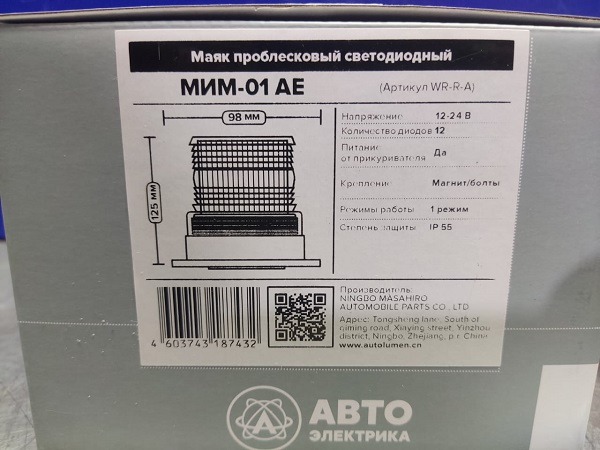 Маяк проблесковый светодиодный
МИМ-01 АЕ (Артикул WR-R-A)
98 мм
125 мм
Напряжение 12-24 В
Количество диодов 12
Питание
от прикуривателя Да
Крепление Магнит/болты
Режимы работы 1 режим
Степень защиты IP 55
Производитель:
NINGBO MASAHIRO
AUTOMOBILE PARTS CO., LTD.
Адрес: Tongsheng lane, South of
qiming road, Xiaying street, Yinzhou
district, Ningbo, Zhejiang, p.r. China
www.autolumen.cn
4 603743 187432
АВТО
ЭЛЕКТРИКА